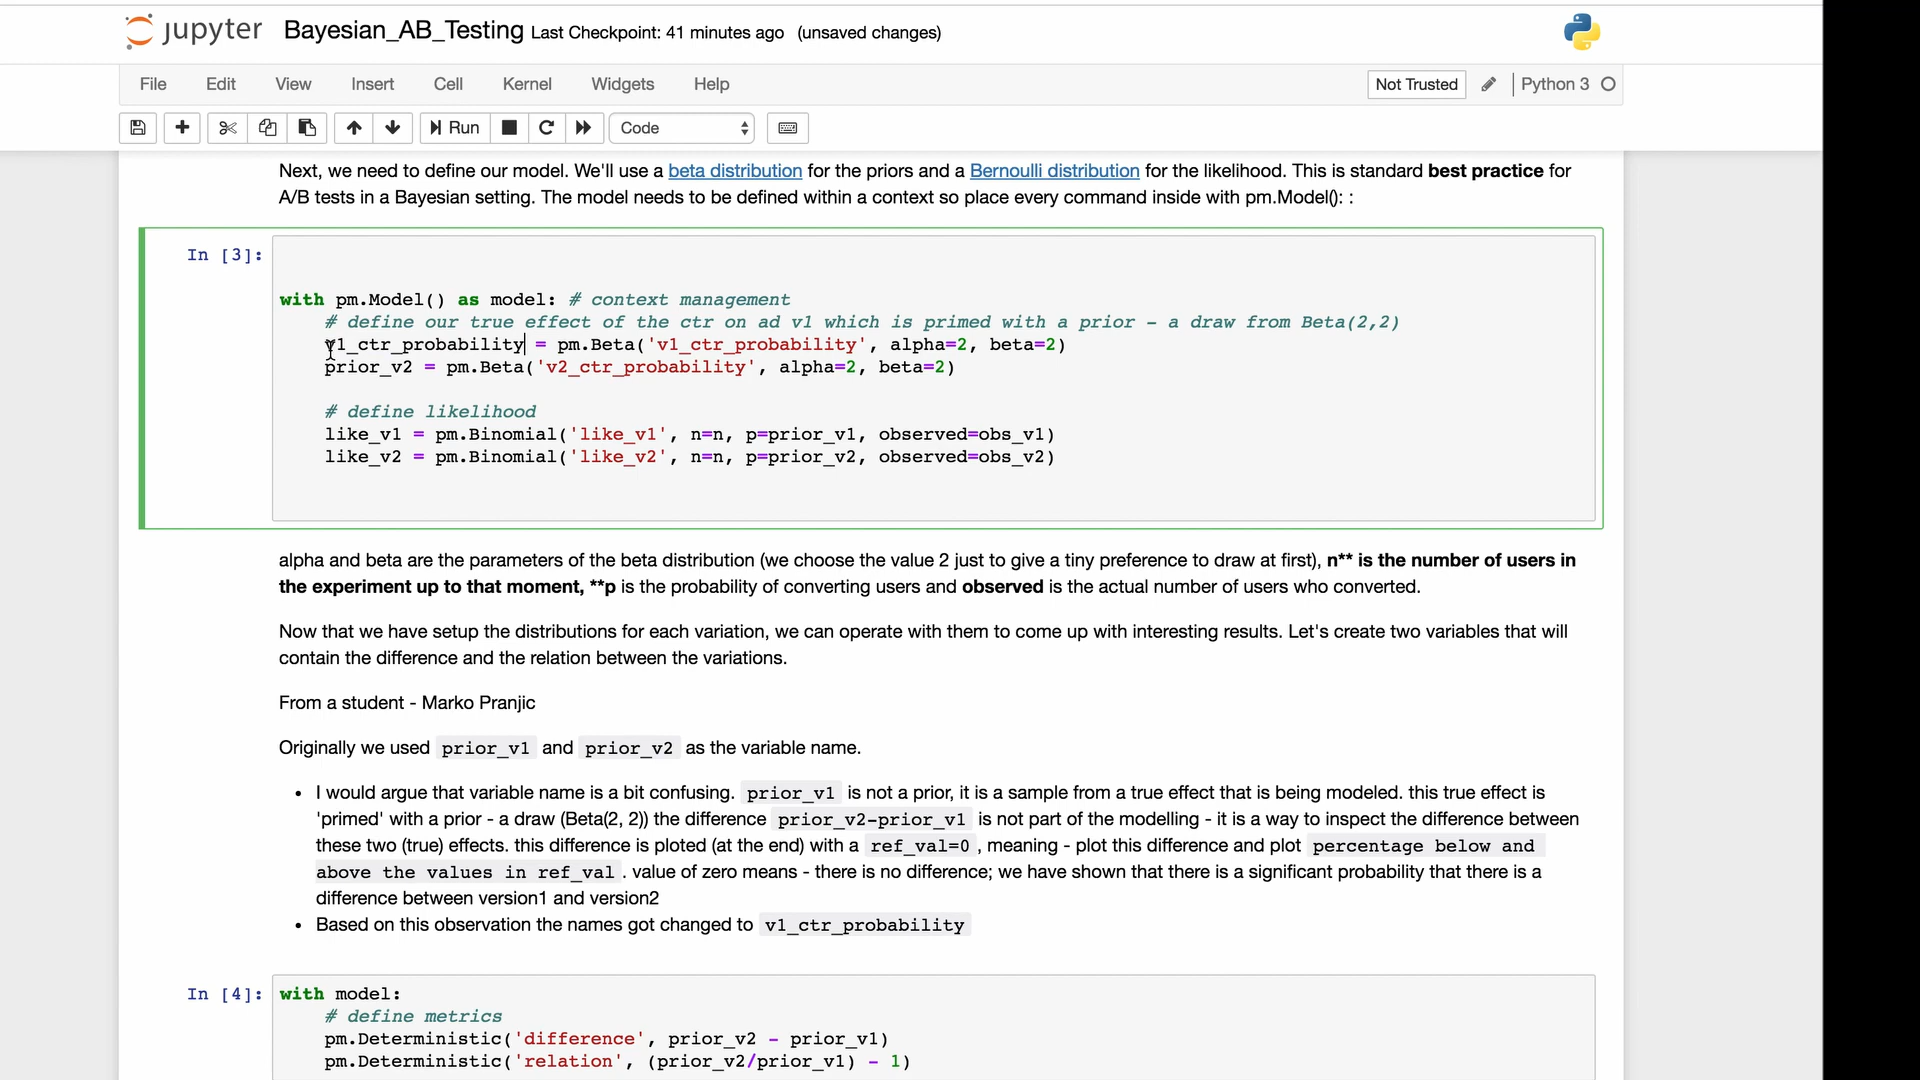 jupyter Bayesian_AB_Testing Last Checkpoint: 41 minutes ago (unsaved changes)
File Edit View Insert Cell Kernel Widgets Help Not Trusted Python 3
Run Code
Next, we need to define our model. We'll use a beta distribution for the priors and a Bernoulli distribution for the likelihood. This is standard best practice for
A/B tests in a Bayesian setting. The model needs to be defined within a context so place every command inside with pm.Model(): :
In [3]:
with pm.Model() as model: # context management
# define our true effect of the ctr on ad v1 which is primed with a prior - a draw from Beta(2,2)
v1_ctr_probability = pm.Beta('v1_ctr_probability', alpha=2, beta=2)
prior_v2 = pm.Beta('v2_ctr_probability', alpha=2, beta=2)
# define likelihood
like_v1 = pm.Binomial('like_v1', n=n, p=prior_v1, observed=obs_v1)
like_v2 = pm.Binomial('like_v2', n=n, p=prior_v2, observed=obs_v2)
alpha and beta are the parameters of the beta distribution (we choose the value 2 just to give a tiny preference to draw at first), n** is the number of users in
the experiment up to that moment, **p is the probability of converting users and observed is the actual number of users who converted.
Now that we have setup the distributions for each variation, we can operate with them to come up with interesting results. Let's create two variables that will
contain the difference and the relation between the variations.
From a student - Marko Pranjic
Originally we used prior_v1 and prior_v2 as the variable name.
• I would argue that variable name is a bit confusing. prior_v1 is not a prior, it is a sample from a true effect that is being modeled. this true effect is
'primed' with a prior - a draw (Beta(2, 2)) the difference prior_v2-prior_v1 is not part of the modelling - it is a way to inspect the difference between
these two (true) effects. this difference is ploted (at the end) with a ref_val=0 , meaning - plot this difference and plot percentage below and
above the values in ref_val . value of zero means - there is no difference; we have shown that there is a significant probability that there is a
difference between version1 and version2
• Based on this observation the names got changed to v1_ctr_probability
In [4]: with model:
# define metrics
pm.Deterministic('difference', prior_v2 - prior_v1)
pm.Deterministic('relation', (prior_v2/prior_v1) - 1)